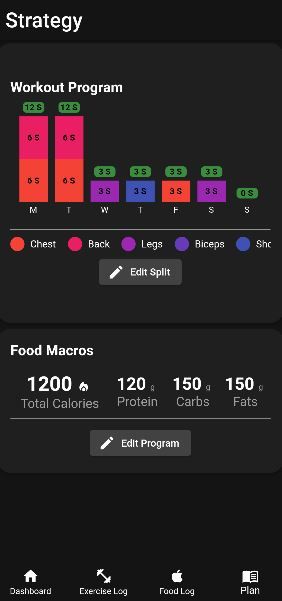 Strategy
Workout Program
12 S 12 S
6 S 6 S
3 S 3 S 3 S 3 S
6 S 6 S 3 S 3 S 3 S 3 S 0 S
M T W T F S S
Chest Back Legs Biceps Sho
Edit Split
Food Macros
1200 120 g 150 g 150 g
Total Calories Protein Carbs Fats
Edit Program
Dashboard Exercise Log Food Log Plan